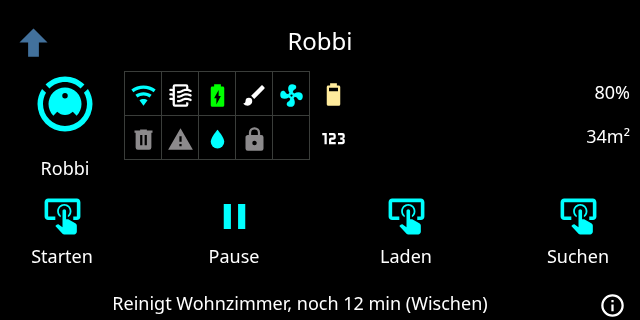 Robbi
80%
123
34m²
Robbi
Starten
Pause
Laden
Suchen
Reinigt Wohnzimmer, noch 12 min (Wischen)